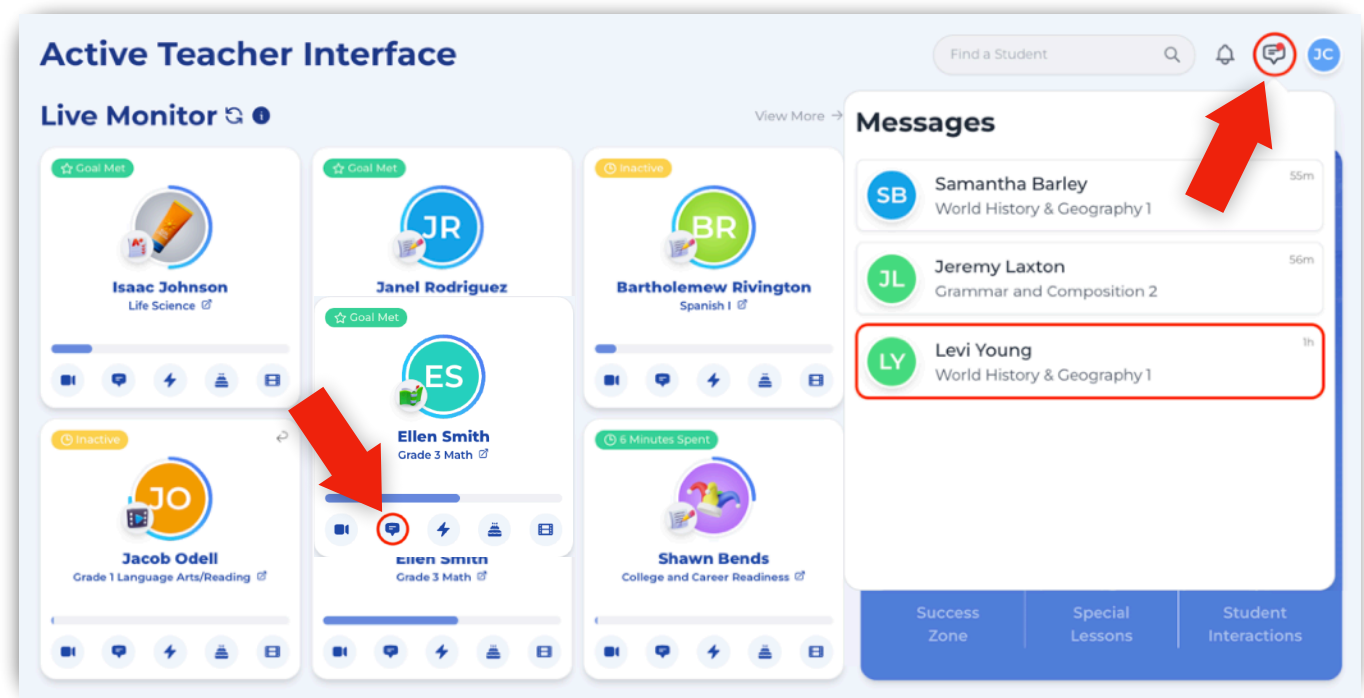 Active Teacher Interface
Find a Student
JC
Live Monitor
View More →
Goal Met
Isaac Johnson
Life Science
Goal Met
JR
Janel Rodriguez
Inactive
BR
Bartholemew Rivington
Spanish I
Goal Met
ES
Ellen Smith
Grade 3 Math
Inactive
JO
Jacob Odell
Grade 1 Language Arts/Reading
Ellen Smith
Grade 3 Math
6 Minutes Spent
Shawn Bends
College and Career Readiness
Messages
SB
Samantha Barley
55m
World History & Geography 1
JL
Jeremy Laxton
56m
Grammar and Composition 2
LY
Levi Young
1h
World History & Geography 1
Success
Zone
Special
Lessons
Student
Interactions